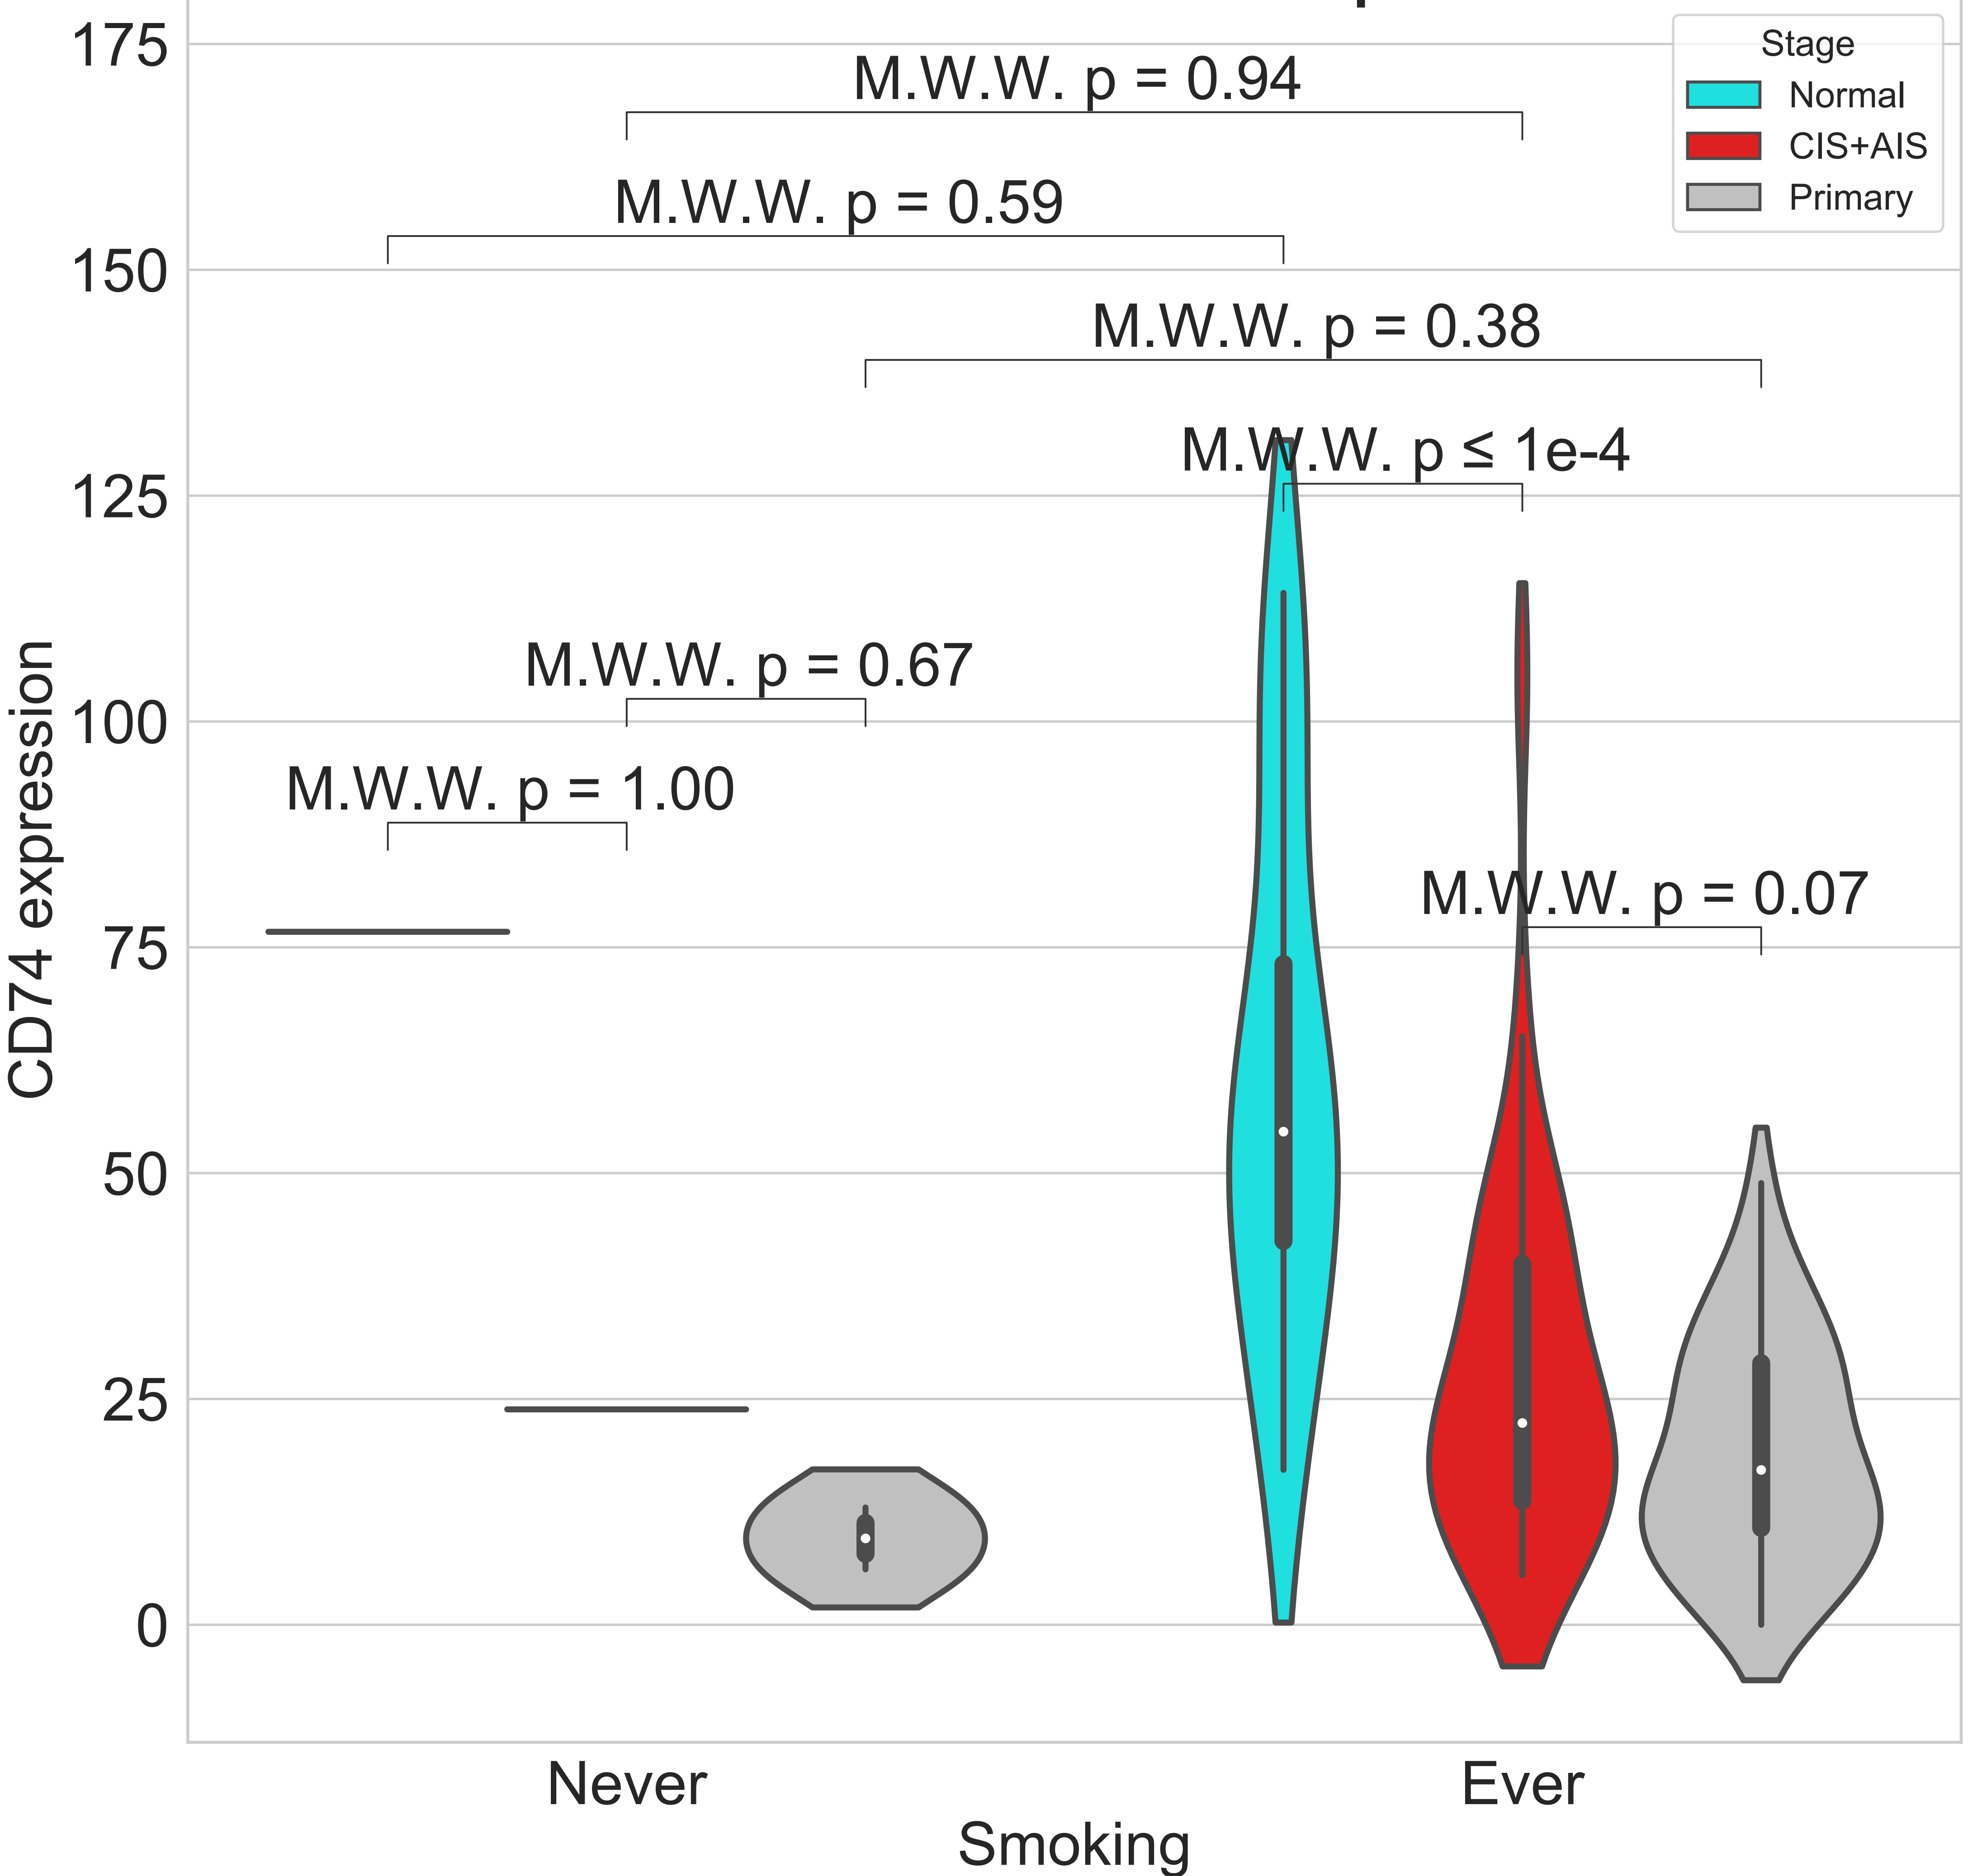 175
Stage
Normal
CIS+AIS
Primary
M.W.W. p = 0.94
M.W.W. p = 0.59
150
M.W.W. p = 0.38
M.W.W. p ≤ 1e-4
125
M.W.W. p = 0.67
100
M.W.W. p = 1.00
M.W.W. p = 0.07
75
CD74 expression
50
25
0
Never
Ever
Smoking